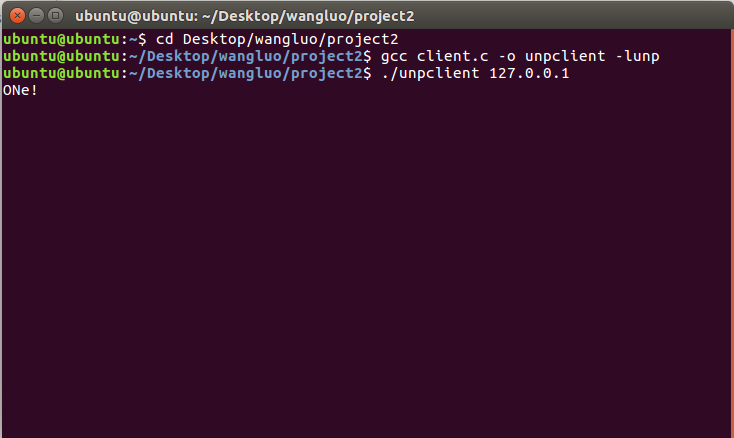 ubuntu@ubuntu: ~/Desktop/wangluo/project2
ubuntu@ubuntu:~$ cd Desktop/wangluo/project2
ubuntu@ubuntu:~/Desktop/wangluo/project2$ gcc client.c -o unpclient -lunp
ubuntu@ubuntu:~/Desktop/wangluo/project2$ ./unpclient 127.0.0.1
ONe!